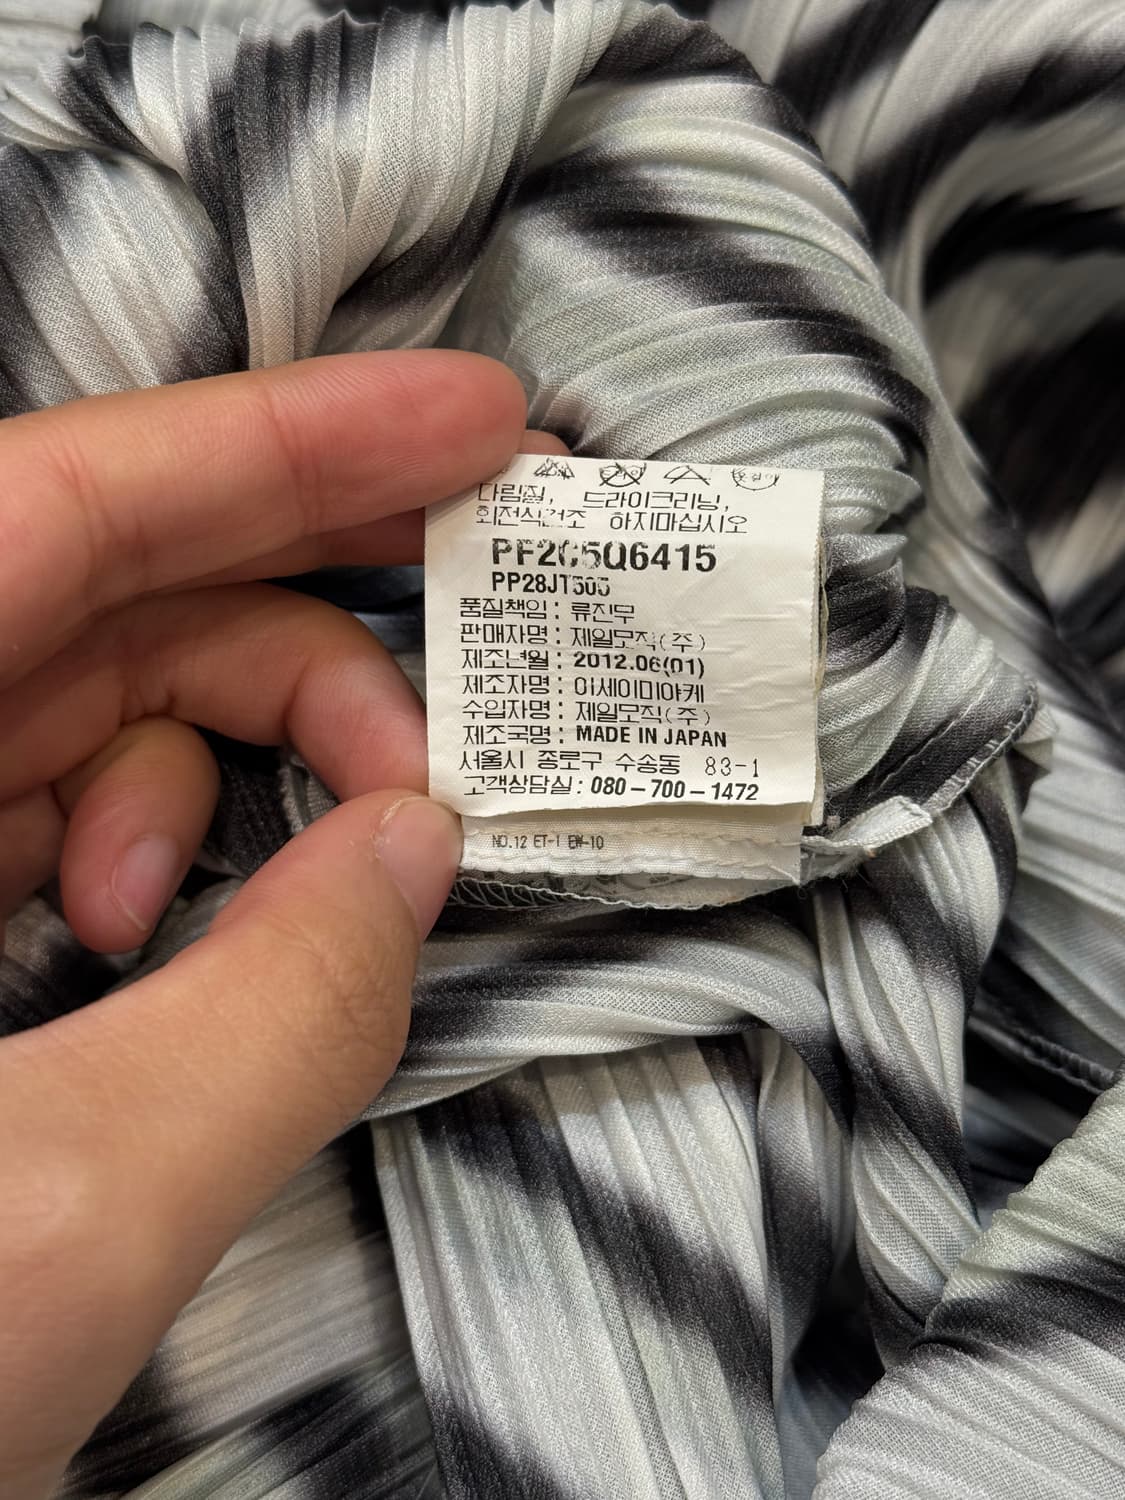 다림질, 드라이크리닝,
회전식건조 하지마십시오
PF2C5Q6415
PP28JT505
품질책임 : 류진무
판매자명 : 제일모직(주)
제조년월 : 2012.06(01)
제조자명 : 이세이미야케
수입자명 : 제일모직(주)
제조국명 : MADE IN JAPAN
서울시 종로구 수송동 83-1
고객상담실 : 080-700-1472
NO.12 ET-1 EW-10